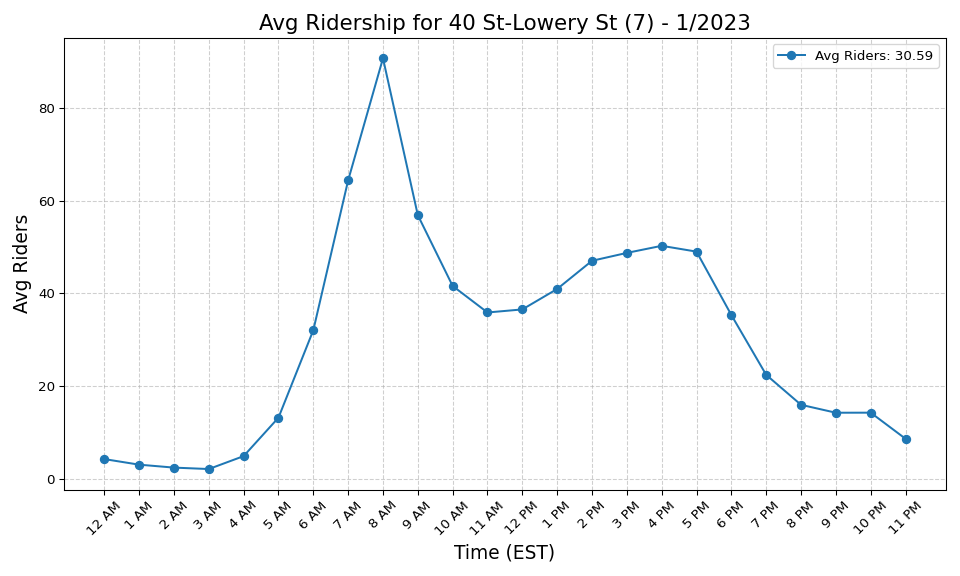 Avg Ridership for 40 St-Lowery St (7) - 1/2023
Avg Riders: 30.59
Avg Riders
80
60
40
20
0
12 AM
1 AM
2 AM
3 AM
4 AM
5 AM
6 AM
7 AM
8 AM
9 AM
10 AM
11 AM
12 PM
1 PM
2 PM
3 PM
4 PM
5 PM
6 PM
7 PM
8 PM
9 PM
10 PM
11 PM
Time (EST)